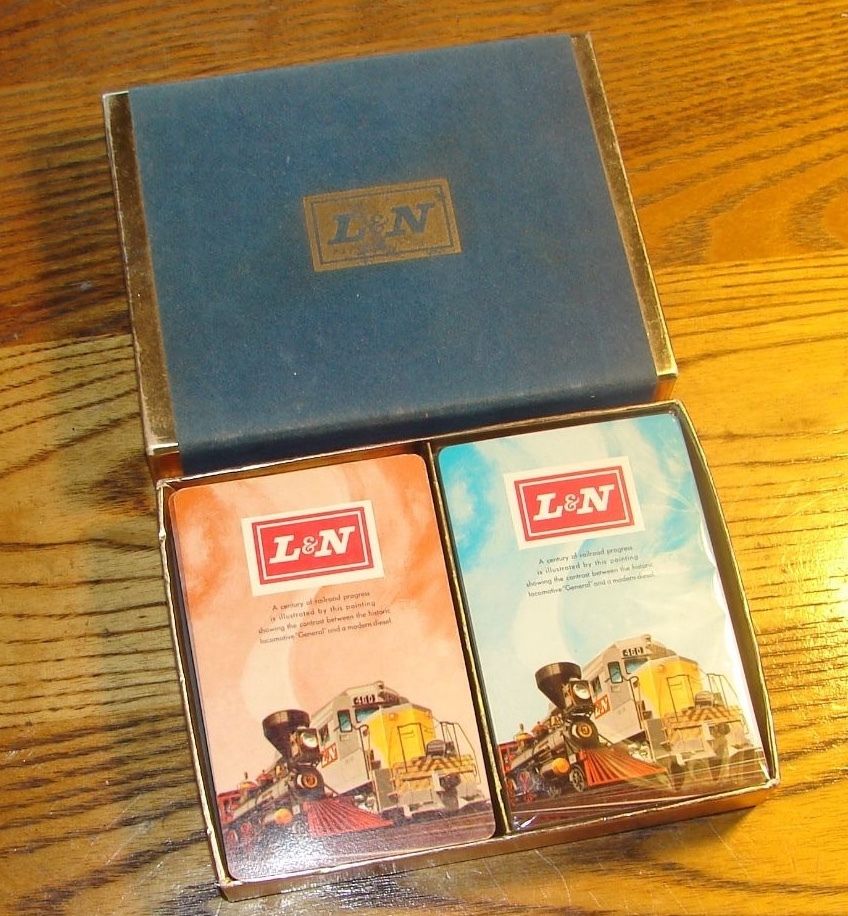 L&N
L&N
A century of railroad progress
is illustrated by this painting
showing the contrast between the historic
locomotive "General" and a modern diesel.
460
L&N
L&N
A century of railroad progress
is illustrated by this painting
showing the contrast between the historic
locomotive "General" and a modern diesel.
460
L&N